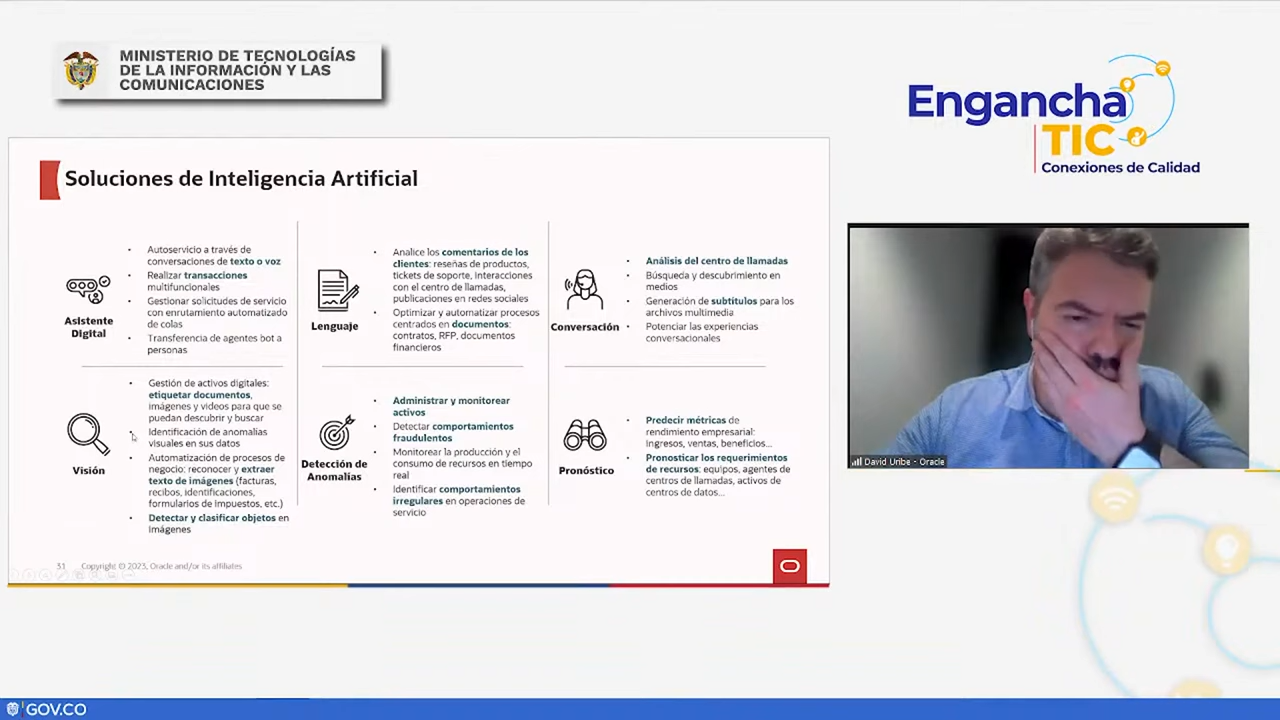 MINISTERIO DE TECNOLOGÍAS
DE LA INFORMACIÓN Y LAS
COMUNICACIONES
Engancha
TIC
Conexiones de Calidad
Soluciones de Inteligencia Artificial
Asistente
Digital
• Autoservicio a través de
conversaciones de texto o voz
• Realizar transacciones
multifuncionales
• Gestionar solicitudes de servicio
con enrutamiento automatizado
de colas
• Transferencia de agentes bot a
personas
Lenguaje
• Analice los comentarios de los
clientes: reseñas de productos,
tickets de soporte, interacciones
con el centro de llamadas,
publicaciones en redes sociales
• Optimizar y automatizar procesos
centrados en documentos:
contratos, RFP, documentos
financieros
Conversación
• Análisis del centro de llamadas
• Búsqueda y descubrimiento en
medios
• Generación de subtítulos para los
archivos multimedia
• Potenciar las experiencias
conversacionales
Visión
• Gestión de activos digitales:
etiquetar documentos,
imágenes y videos para que se
puedan descubrir y buscar
• Identificación de anomalías
visuales en sus datos
• Automatización de procesos de
negocio: reconocer y extraer
texto de imágenes (facturas,
recibos, identificaciones,
formularios de impuestos, etc.)
• Detectar y clasificar objetos en
imágenes
Detección de
Anomalías
• Administrar y monitorear
activos
• Detectar comportamientos
fraudulentos
• Monitorear la producción y el
consumo de recursos en tiempo
real
• Identificar comportamientos
irregulares en operaciones de
servicio
Pronóstico
• Predecir métricas de
rendimiento empresarial:
ingresos, ventas, beneficios...
• Pronosticar los requerimientos
de recursos: equipos, agentes de
centros de llamadas, activos de
centros de datos...
31 Copyright © 2023, Oracle and/or its affiliates
David Uribe - Oracle
GOV.CO